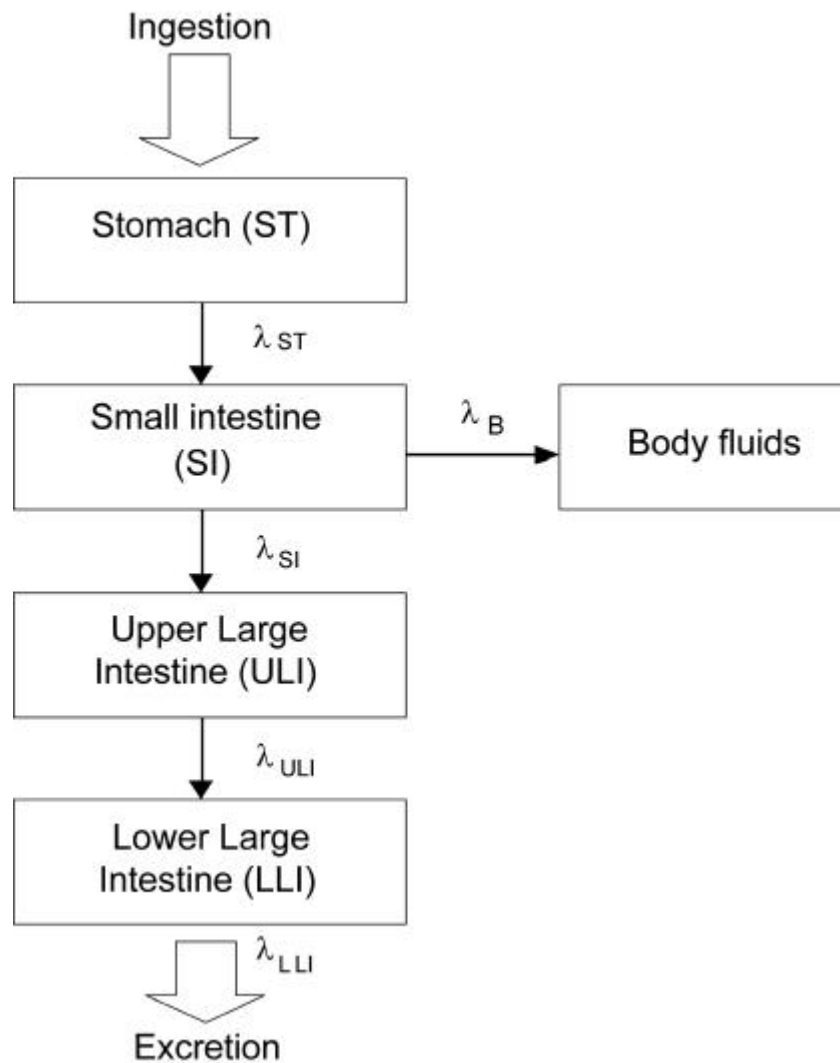 Ingestion
Stomach (ST)
λ ST
Small intestine
(SI)
λ B
Body fluids
λ SI
Upper Large
Intestine (ULI)
λ ULI
Lower Large
Intestine (LLI)
λ LLI
Excretion